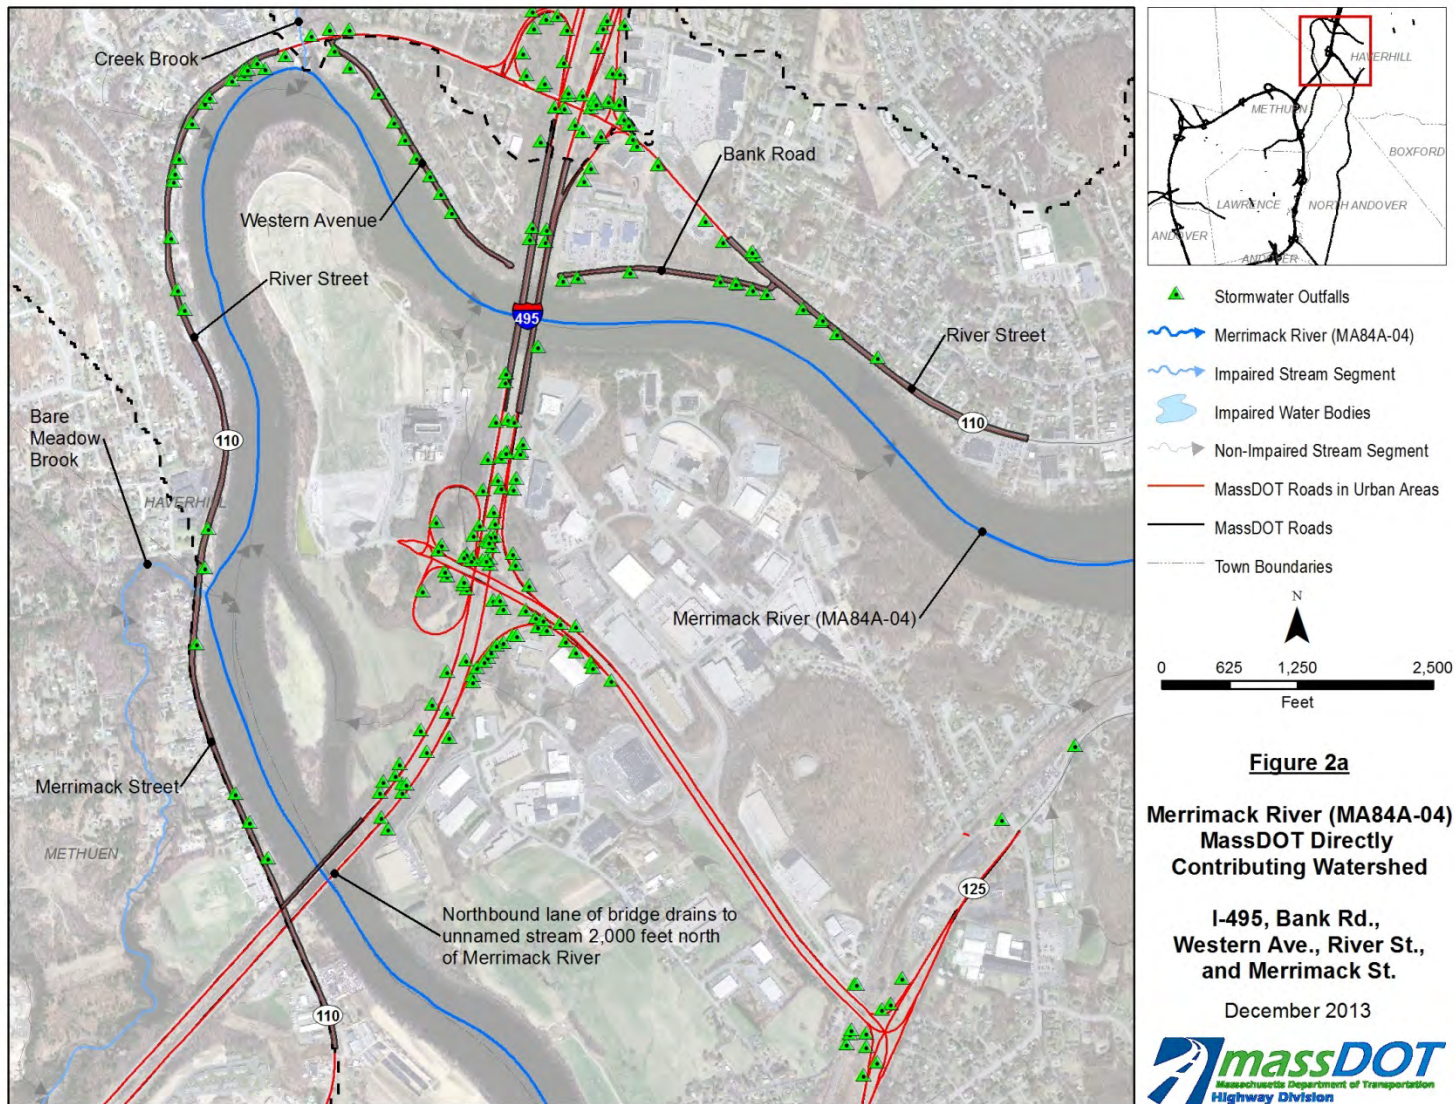 Creek Brook
Western Avenue
River Street
Bank Road
495
River Street
110
Bare
Meadow
Brook
110
HAVERHILL
Merrimack River (MA84A-04)
Merrimack Street
METHUEN
Northbound lane of bridge drains to
unnamed stream 2,000 feet north
of Merrimack River
125
110
HAVERHILL
METHUEN
BOXFORD
LAWRENCE
NORTH ANDOVER
ANDOVER
ANDOVER
Stormwater Outfalls
Merrimack River (MA84A-04)
Impaired Stream Segment
Impaired Water Bodies
Non-Impaired Stream Segment
MassDOT Roads in Urban Areas
MassDOT Roads
Town Boundaries
N
0 625 1,250 2,500
Feet
Figure 2a
Merrimack River (MA84A-04)
MassDOT Directly
Contributing Watershed
I-495, Bank Rd.,
Western Ave., River St.,
and Merrimack St.
December 2013
massDOT
Massachusetts Department of Transportation
Highway Division